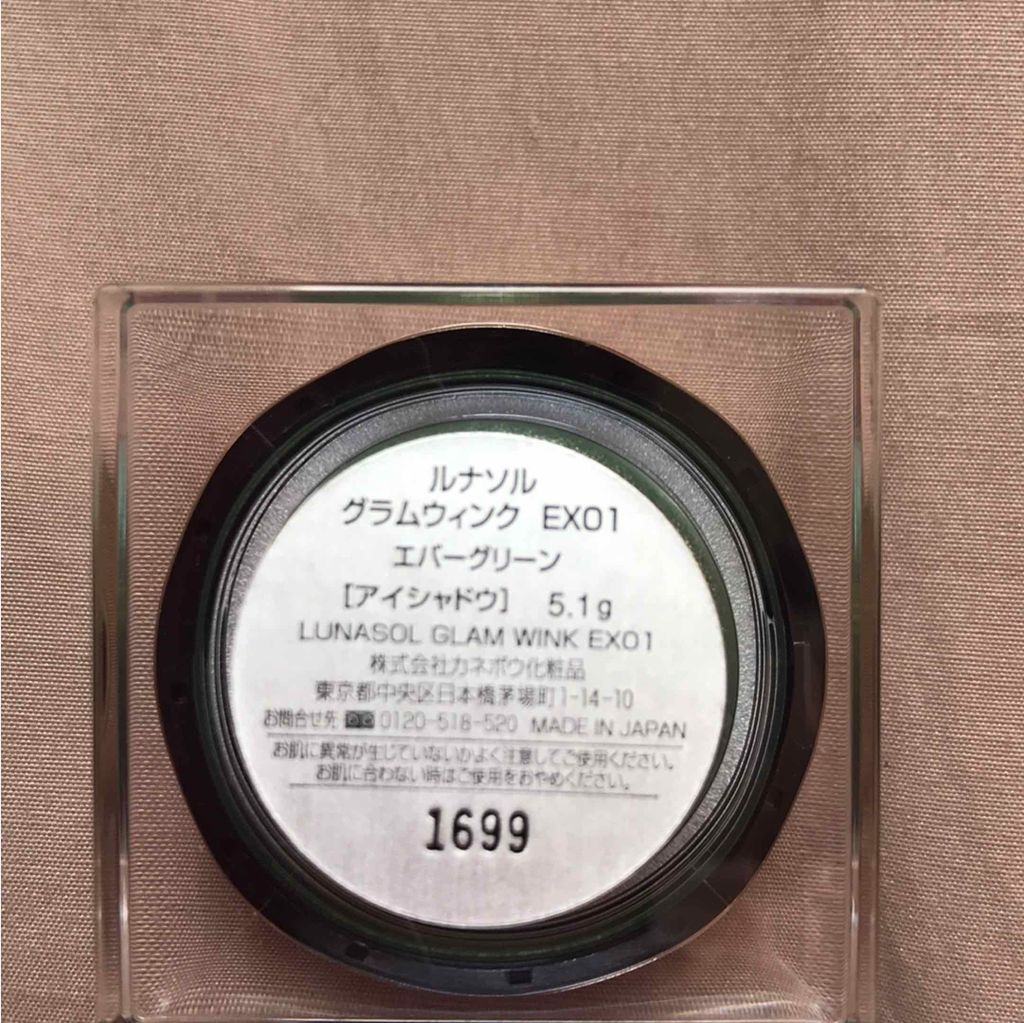 ルナソル
グラムウィンク EX01
エバーグリーン
[アイシャドウ] 5.1g
LUNASOL GLAM WINK EX01
株式会社カネボウ化粧品
東京都中央区日本橋茅場町1-14-10
お問合せ先 0120-518-520 MADE IN JAPAN
お肌に異常が生じていないかよく注意してご使用ください。
お肌に合わない時はご使用をおやめください。
1699